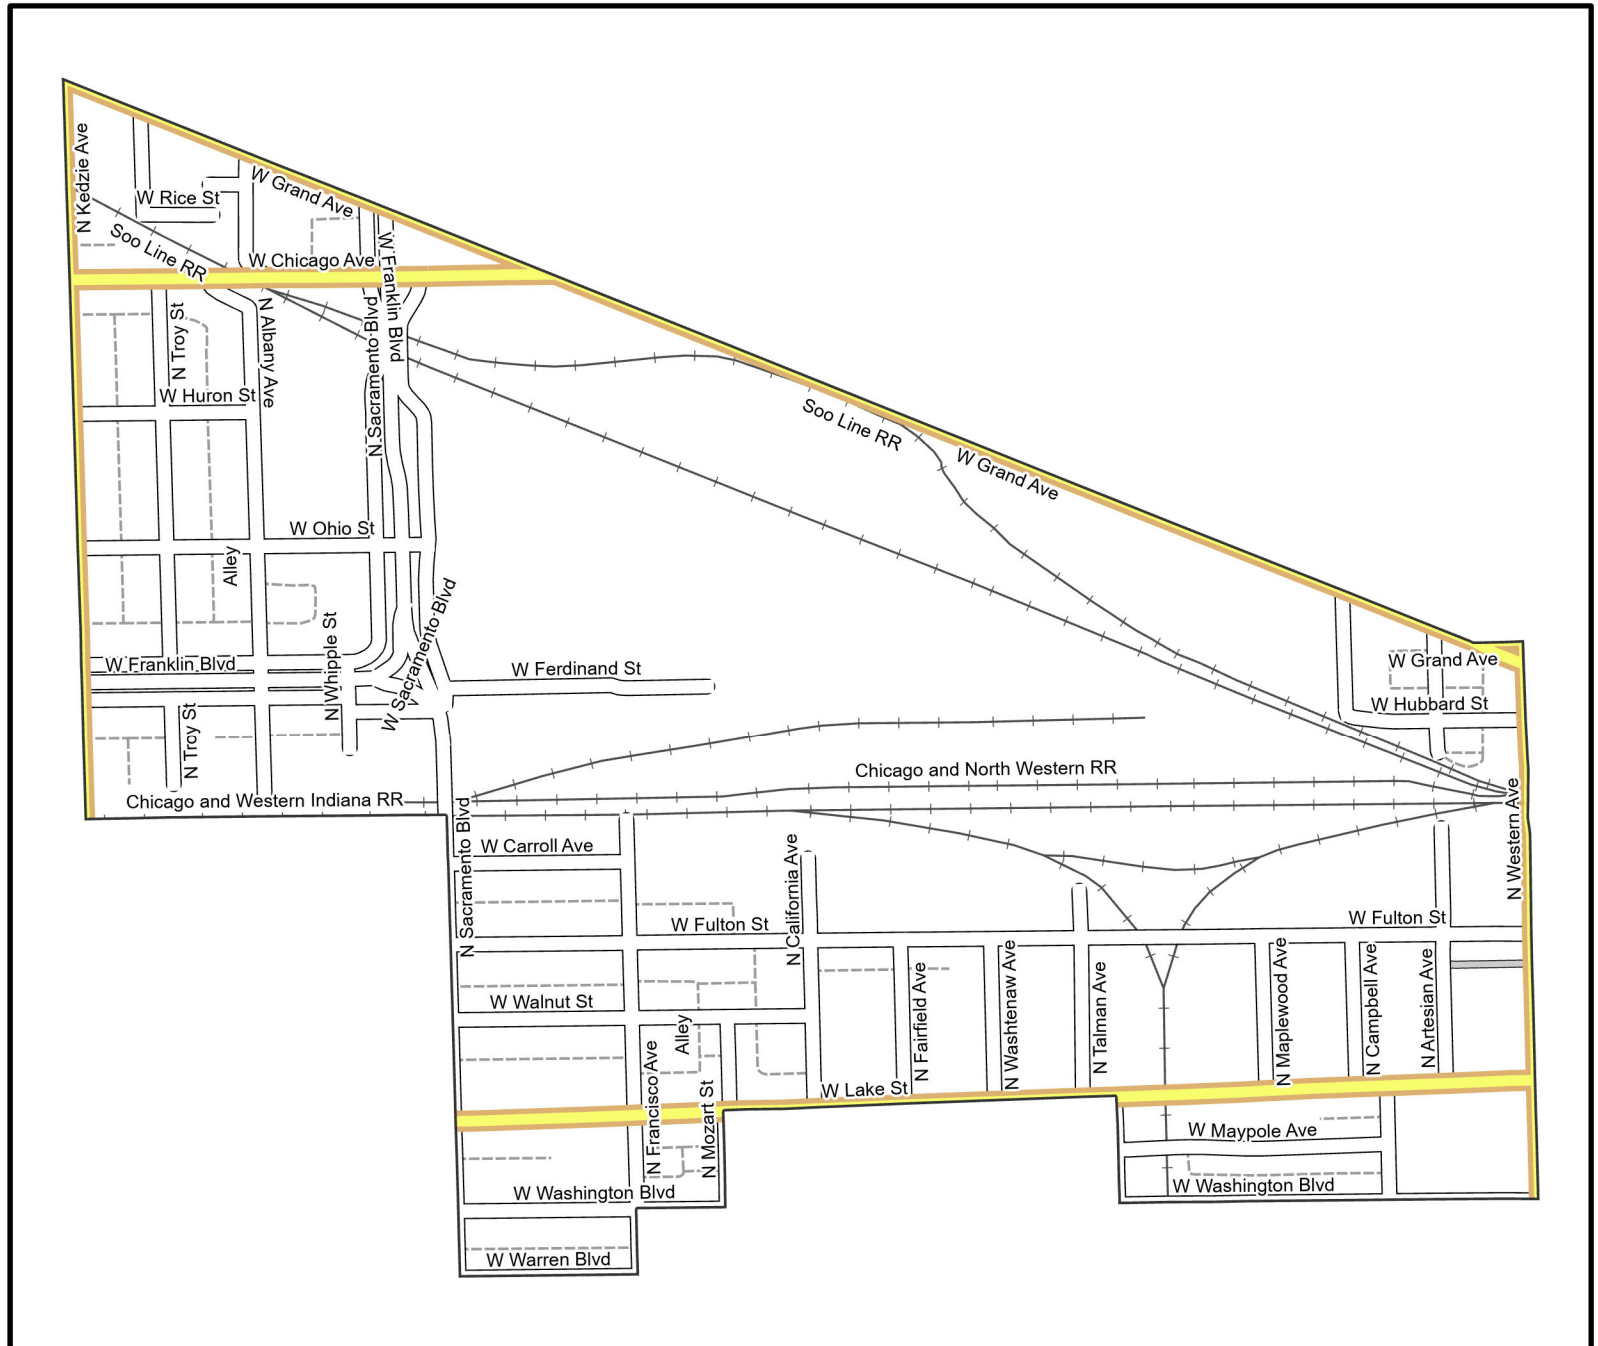 N Kedzie Ave
W Rice St
W Grand Ave
Soo Line RR
W Chicago Ave
W Franklin Blvd
N Troy St
N Albany Ave
N Sacramento Blvd
W Huron St
Soo Line RR
W Grand Ave
W Ohio St
Alley
N Whipple St
W Sacramento Blvd
W Franklin Blvd
W Ferdinand St
W Grand Ave
W Hubbard St
N Troy St
Chicago and North Western RR
Chicago and Western Indiana RR
N Western Ave
N Sacramento Blvd
W Carroll Ave
N California Ave
W Fulton St
W Fulton St
W Walnut St
Alley
N Fairfield Ave
N Washtenaw Ave
N Talman Ave
N Maplewood Ave
N Campbell Ave
N Artesian Ave
N Francisco Ave
N Mozart St
W Lake St
W Maypole Ave
W Washington Blvd
W Washington Blvd
W Warren Blvd